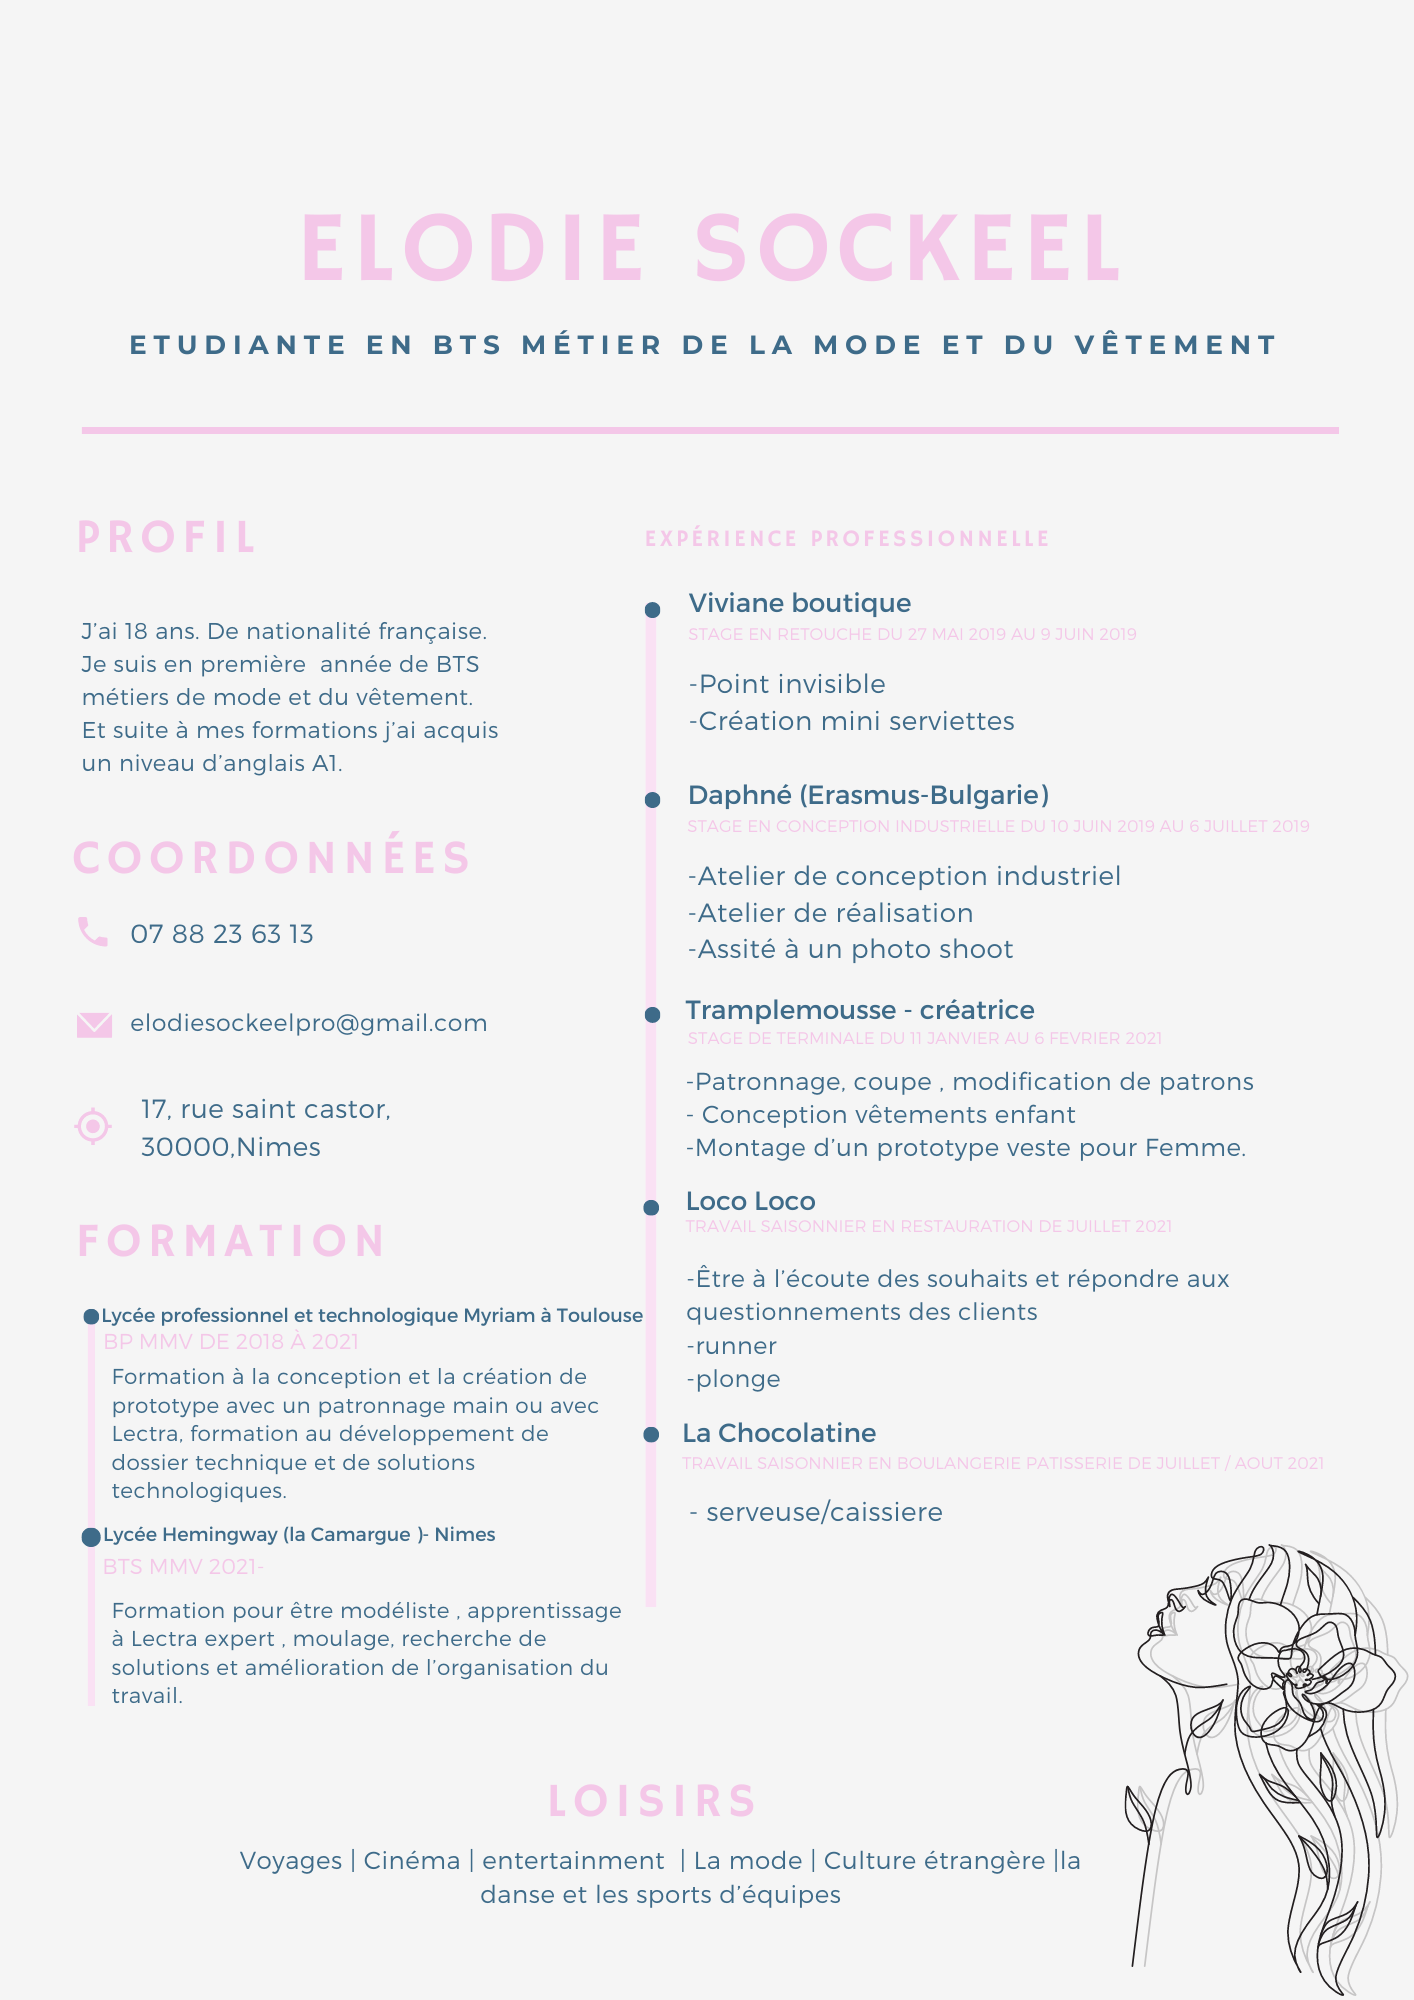 ELODIE SOCKEEL
ETUDIANTE EN BTS MÉTIER DE LA MODE ET DU VÊTEMENT
PROFIL
J'ai 18 ans. De nationalité française.
Je suis en première  année de BTS
métiers de mode et du vêtement.
Et suite à mes formations j'ai acquis
un niveau d'anglais A1.
COORDONNÉES
07 88 23 63 13
elodiesockeelpro@gmail.com
17, rue saint castor,
30000,Nimes
FORMATION
Lycée professionnel et technologique Myriam à Toulouse
BP MMV DE 2018 À 2021
Formation à la conception et la création de
prototype avec un patronnage main ou avec
Lectra, formation au développement de
dossier technique et de solutions
technologiques.
Lycée Hemingway (la Camargue )- Nimes
BTS MMV 2021-
Formation pour être modéliste , apprentissage
à Lectra expert , moulage, recherche de
solutions et amélioration de l'organisation du
travail.
EXPÉRIENCE PROFESSIONNELLE
Viviane boutique
STAGE EN RETOUCHE DU 27 MAI 2019 AU 9 JUIN 2019
-Point invisible
-Création mini serviettes
Daphné (Erasmus-Bulgarie)
STAGE EN CONCEPTION INDUSTRIELLE DU 10 JUIN 2019 AU 6 JUILLET 2019
-Atelier de conception industriel
-Atelier de réalisation
-Assité à un photo shoot
Tramplemousse - créatrice
STAGE DE TERMINALE DU 11 JANVIER AU 6 FEVRIER 2021
-Patronnage, coupe , modification de patrons
- Conception vêtements enfant
-Montage d'un prototype veste pour Femme.
Loco Loco
TRAVAIL SAISONNIER EN RESTAURATION DE JUILLET 2021
-Être à l'écoute des souhaits et répondre aux
questionnements des clients
-runner
-plonge
La Chocolatine
TRAVAIL SAISONNIER EN BOULANGERIE PATISSERIE DE JUILLET / AOUT 2021
- serveuse/caissiere
LOISIRS
Voyages | Cinéma | entertainment  | La mode | Culture étrangère |la
danse et les sports d'équipes